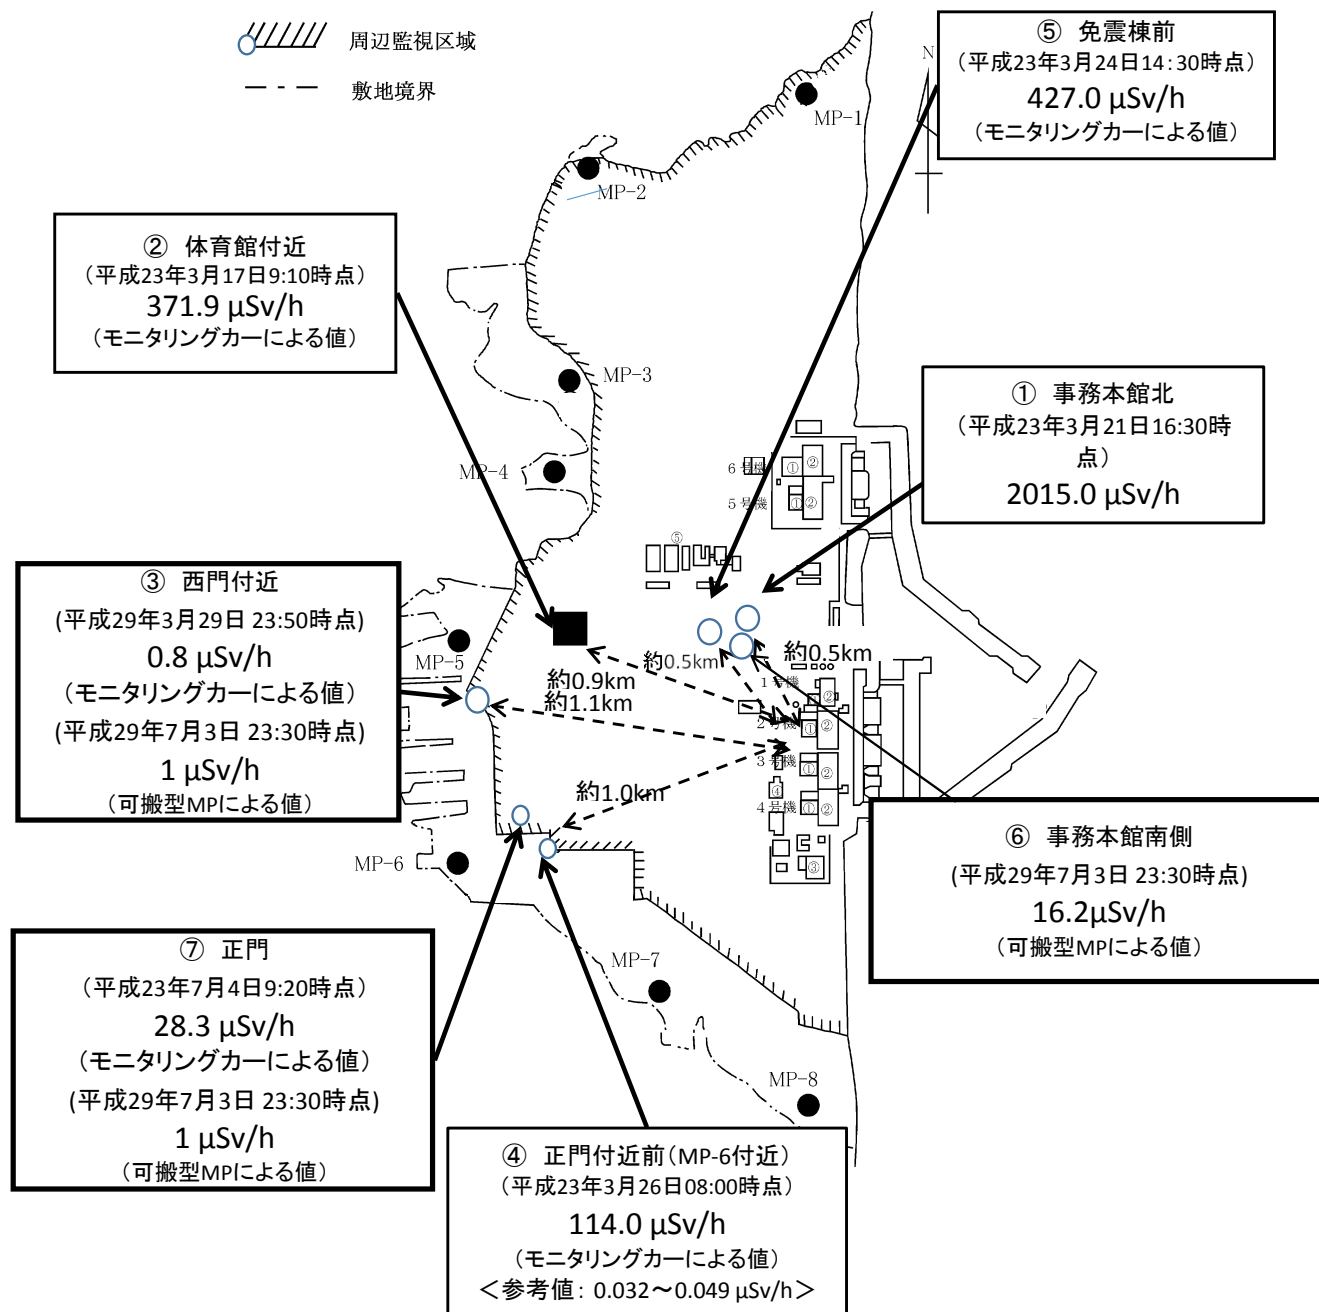 周辺監視区域
敷地境界
⑤ 免震棟前
(平成23年3月24日14:30時点)
427.0 μSv/h
(モニタリングカーによる値)
N
MP-1
MP-2
② 体育館付近
(平成23年3月17日9:10時点)
371.9 μSv/h
(モニタリングカーによる値)
MP-3
① 事務本館北
(平成23年3月21日16:30時
点)
2015.0 μSv/h
MP-4
6号機
① ②
5号機
① ②
⑤
③ 西門付近
(平成29年3月29日 23:50時点)
0.8 μSv/h
(モニタリングカーによる値)
(平成29年7月3日 23:30時点)
1 μSv/h
(可搬型MPによる値)
MP-5
約0.5km
約0.5km
約0.9km
約1.1km
1号機
②
2号機
① ②
3号機
① ②
④
約1.0km
4号機
① ②
③
MP-6
⑥ 事務本館南側
(平成29年7月3日 23:30時点)
16.2μSv/h
(可搬型MPによる値)
⑦ 正門
(平成23年7月4日9:20時点)
28.3 μSv/h
(モニタリングカーによる値)
(平成29年7月3日 23:30時点)
1 μSv/h
(可搬型MPによる値)
MP-7
MP-8
④ 正門付近前(MP-6付近)
(平成23年3月26日08:00時点)
114.0 μSv/h
(モニタリングカーによる値)
<参考値: 0.032~0.049 μSv/h>